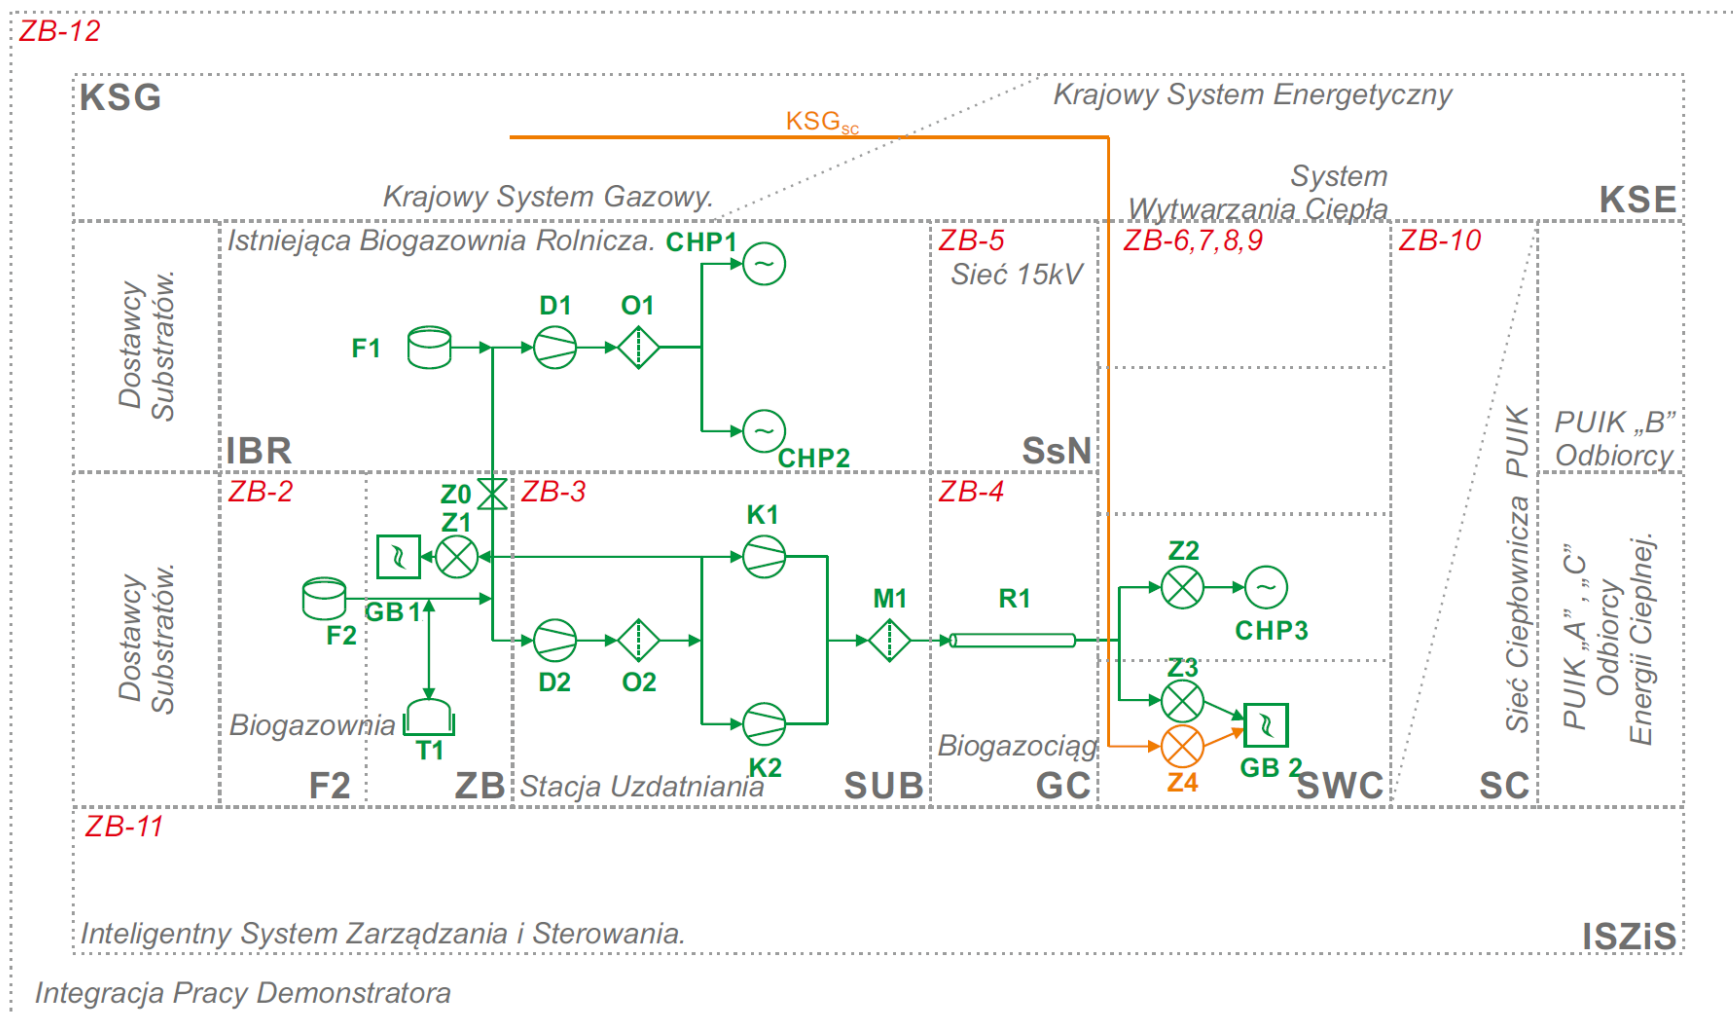 ZB-12
KSG
Krajowy System Energetyczny
KSGsc
Krajowy System Gazowy.
System
Wytwarzania Ciepła
KSE
Dostawcy
Substratów.
Istniejąca Biogazownia Rolnicza.
CHP1
D1
O1
F1
CHP2
IBR
ZB-5
Sieć 15kV
SsN
ZB-6,7,8,9
ZB-10
PUIK „B”
Odbiorcy
Dostawcy
Substratów.
ZB-2
Z0
Z1
GB1
F2
T1
Biogazownia
F2
ZB
ZB-3
K1
D2
O2
K2
M1
Stacja Uzdatniania
SUB
ZB-4
R1
Biogazociąg
GC
Z2
CHP3
Z3
Z4
GB 2
SWC
Sieć Ciepłownicza PUIK
SC
PUIK „A” , „C”
Odbiorcy
Energii Cieplnej.
ZB-11
Inteligentny System Zarządzania i Sterowania.
ISZiS
Integracja Pracy Demonstratora